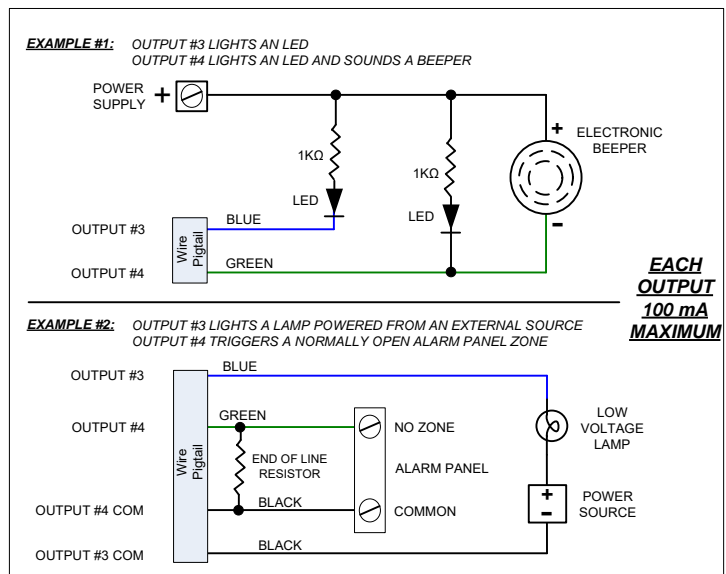 EXAMPLE #1: OUTPUT #3 LIGHTS AN LED
OUTPUT #4 LIGHTS AN LED AND SOUNDS A BEEPER
POWER
SUPPLY
+
+
ELECTRONIC
BEEPER
1KΩ
1KΩ
LED
LED
-
OUTPUT #3
BLUE
Wire
Pigtail
OUTPUT #4
GREEN
EACH
OUTPUT
100 mA
MAXIMUM
EXAMPLE #2: OUTPUT #3 LIGHTS A LAMP POWERED FROM AN EXTERNAL SOURCE
OUTPUT #4 TRIGGERS A NORMALLY OPEN ALARM PANEL ZONE
OUTPUT #3
BLUE
OUTPUT #4
GREEN
NO ZONE
LOW
VOLTAGE
LAMP
Wire
Pigtail
END OF LINE
RESISTOR
ALARM PANEL
OUTPUT #4 COM
BLACK
COMMON
+
-
POWER
SOURCE
OUTPUT #3 COM
BLACK